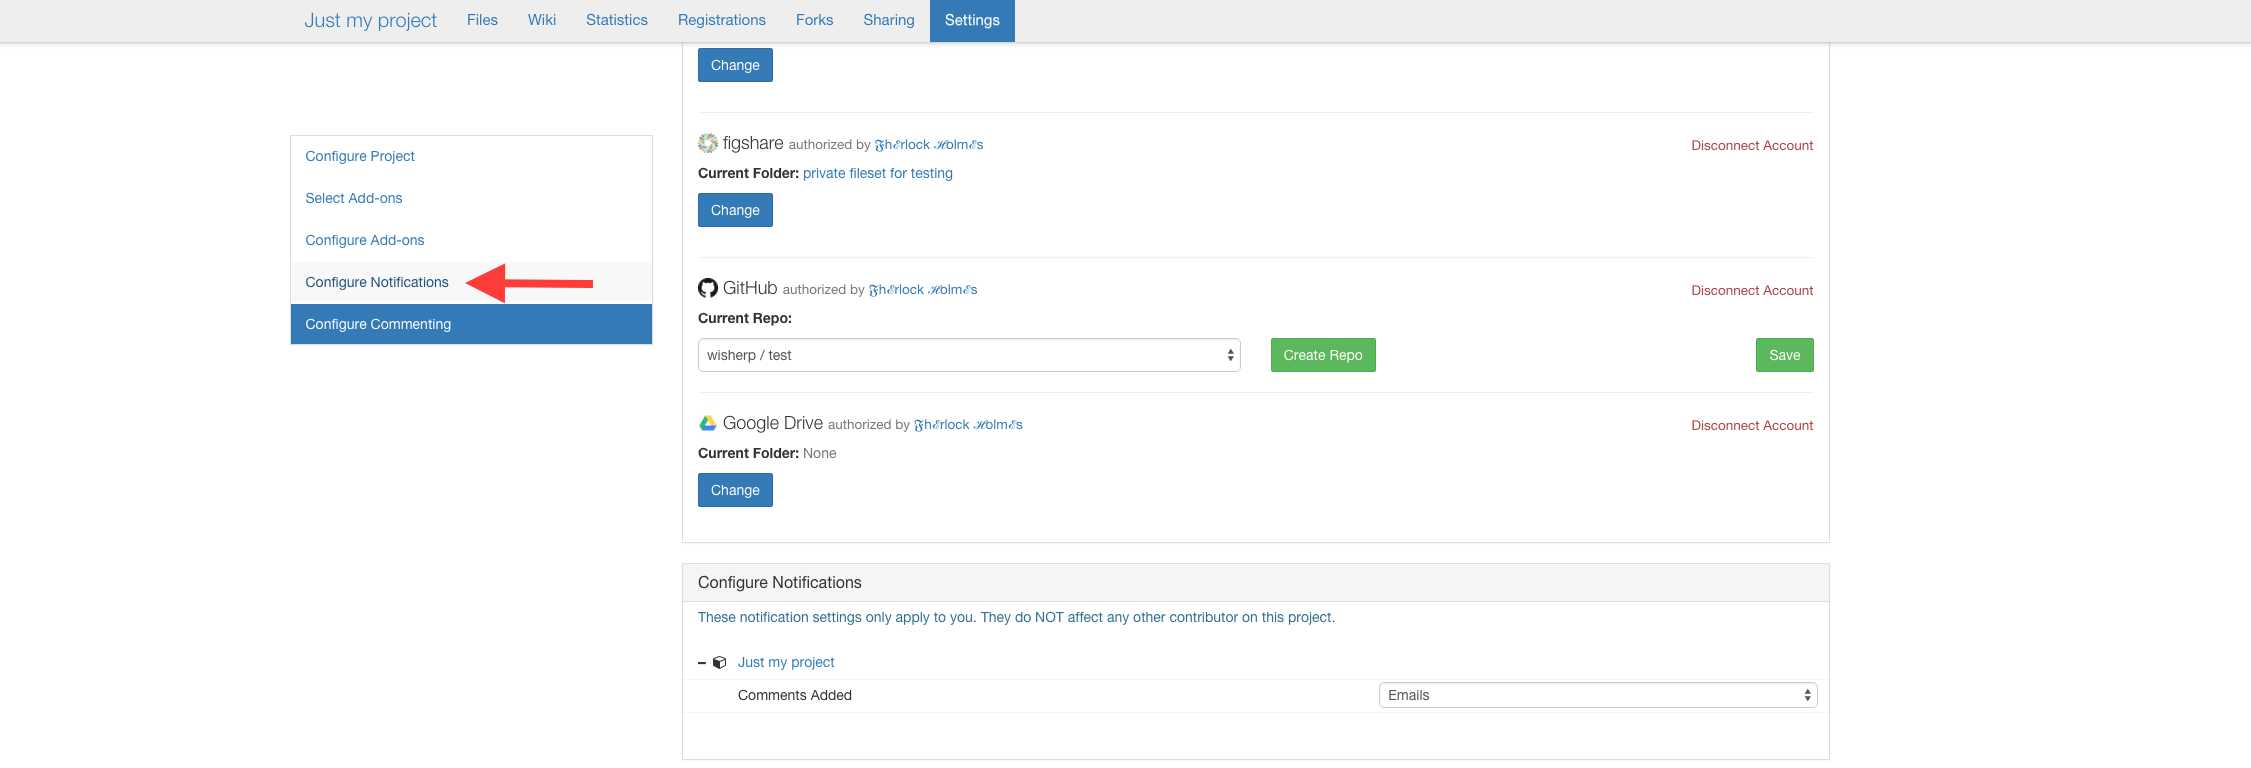 Just my project Files Wiki Statistics Registrations Forks Sharing Settings
Configure Project
Select Add-ons
Configure Add-ons
Configure Notifications
Configure Commenting
Change
figshare authorized by 𝕱hℰrlock ℋolmℰs Disconnect Account
Current Folder: private fileset for testing
Change
GitHub authorized by 𝕱hℰrlock ℋolmℰs Disconnect Account
Current Repo:
wisherp / test Create Repo Save
Google Drive authorized by 𝕱hℰrlock ℋolmℰs Disconnect Account
Current Folder: None
Change
Configure Notifications
These notification settings only apply to you. They do NOT affect any other contributor on this project.
Just my project
Comments Added Emails